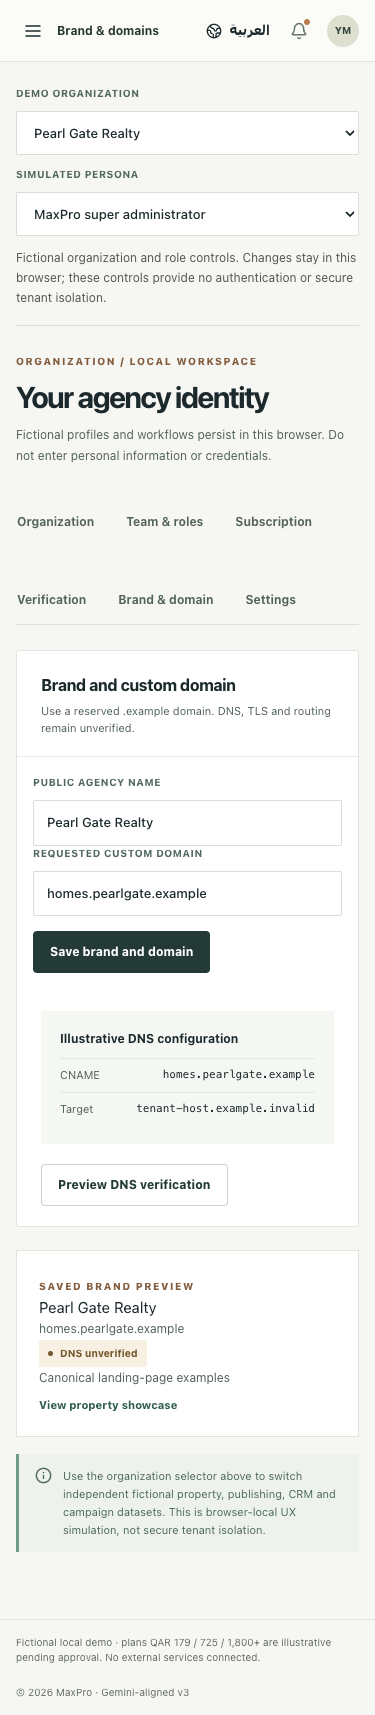 Brand & domains
العربية
YM
DEMO ORGANIZATION
Pearl Gate Realty
SIMULATED PERSONA
MaxPro super administrator
Fictional organization and role controls. Changes stay in this
browser; these controls provide no authentication or secure
tenant isolation.
ORGANIZATION / LOCAL WORKSPACE
Your agency identity
Fictional profiles and workflows persist in this browser. Do
not enter personal information or credentials.
Organization Team & roles Subscription
Verification Brand & domain Settings
Brand and custom domain
Use a reserved .example domain. DNS, TLS and routing
remain unverified.
PUBLIC AGENCY NAME
Pearl Gate Realty
REQUESTED CUSTOM DOMAIN
homes.pearlgate.example
Save brand and domain
Illustrative DNS configuration
CNAME homes.pearlgate.example
Target tenant-host.example.invalid
Preview DNS verification
SAVED BRAND PREVIEW
Pearl Gate Realty
homes.pearlgate.example
DNS unverified
Canonical landing-page examples
View property showcase
Use the organization selector above to switch
independent fictional property, publishing, CRM and
campaign datasets. This is browser-local UX
simulation, not secure tenant isolation.
Fictional local demo · plans QAR 179 / 725 / 1,800+ are illustrative
pending approval. No external services connected.
© 2026 MaxPro · Gemini-aligned v3